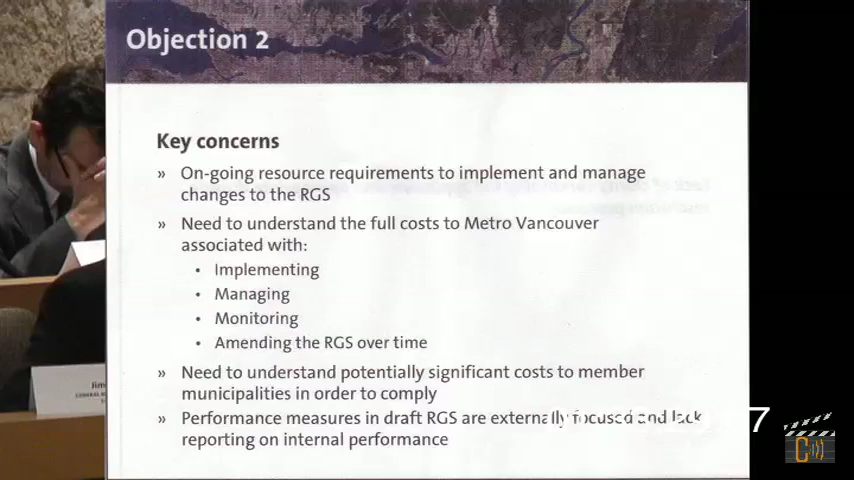 Objection 2
Key concerns
» On-going resource requirements to implement and manage
changes to the RGS
» Need to understand the full costs to Metro Vancouver
associated with:
• Implementing
• Managing
• Monitoring
• Amending the RGS over time
» Need to understand potentially significant costs to member
municipalities in order to comply
» Performance measures in draft RGS are externally focused and lack
reporting on internal performance
7
Jim
C